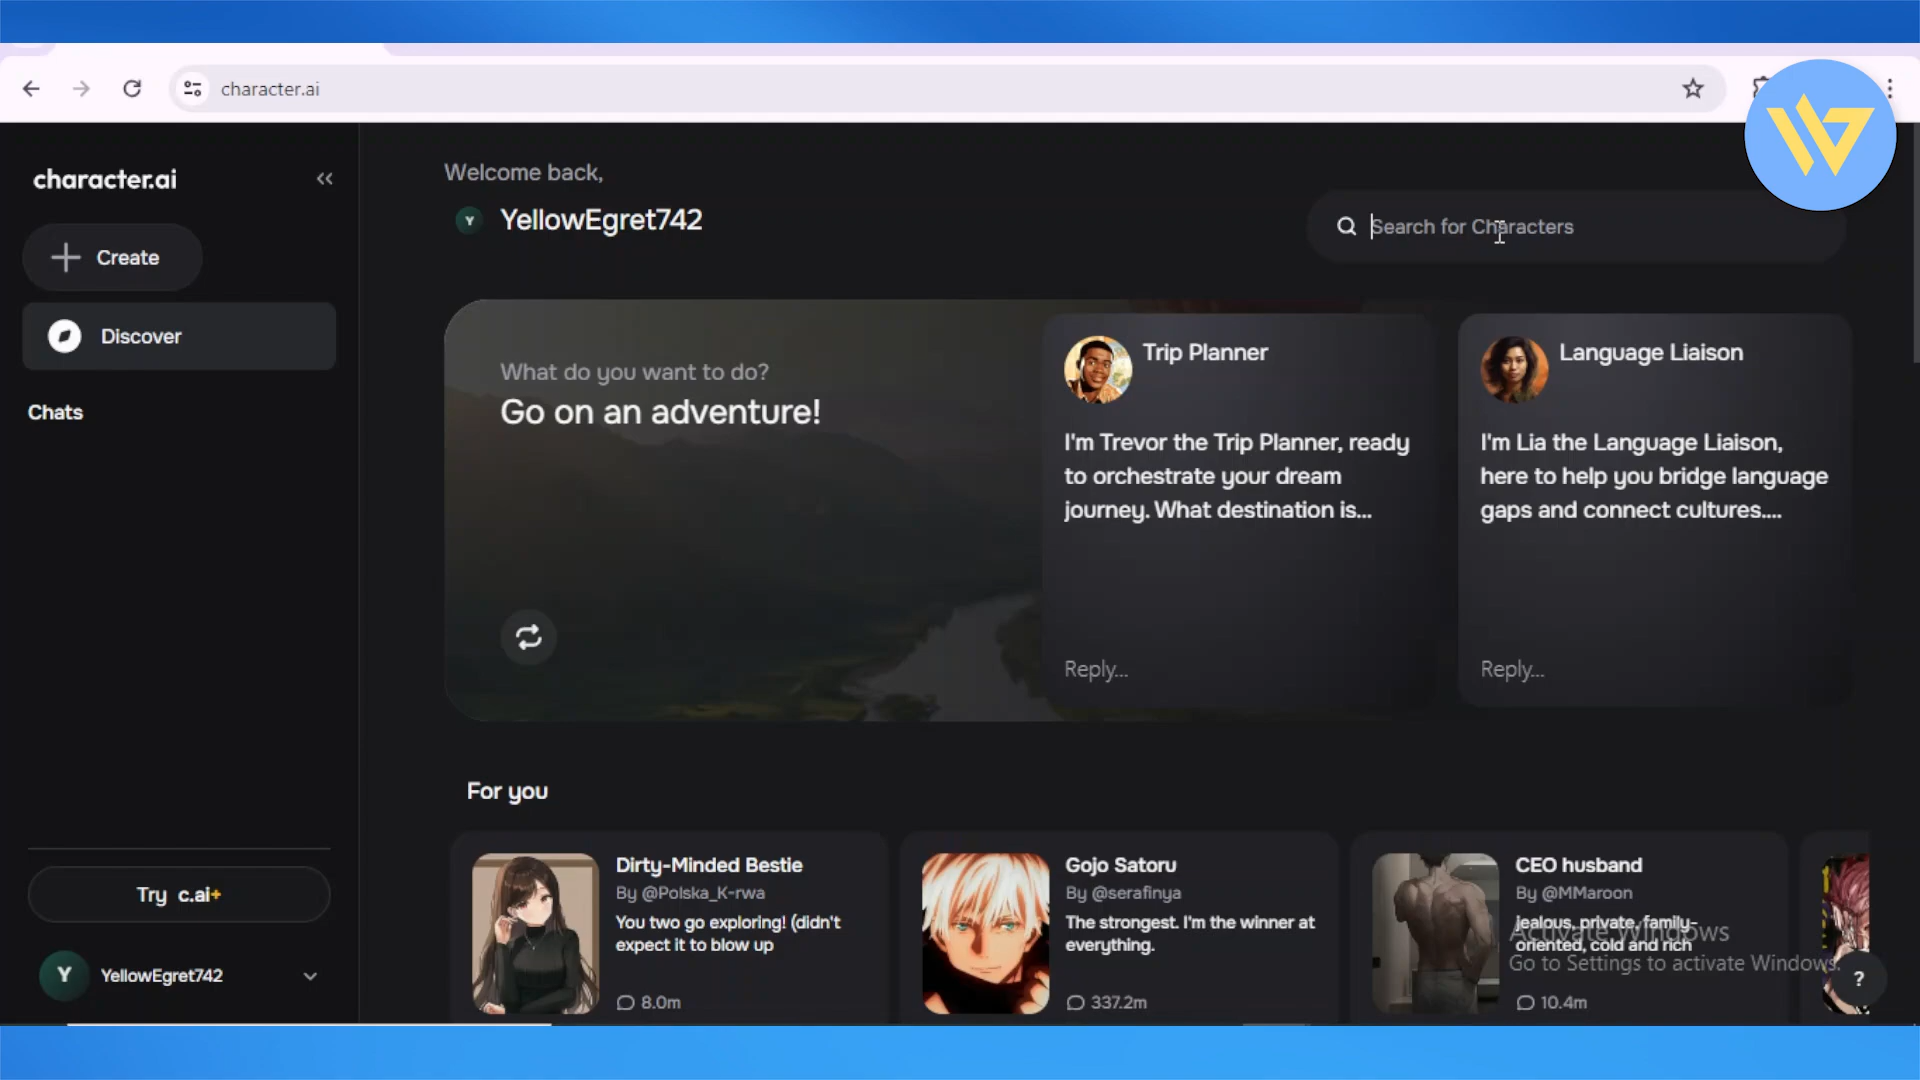 character.ai
character.ai
Create
Discover
Chats
Try c.ai+
Y
YellowEgret742
Welcome back,
Y
YellowEgret742
Search for Characters
What do you want to do?
Go on an adventure!
Trip Planner
I'm Trevor the Trip Planner, ready
to orchestrate your dream
journey. What destination is...
Reply...
Language Liaison
I'm Lia the Language Liaison,
here to help you bridge language
gaps and connect cultures....
Reply...
For you
Dirty-Minded Bestie
By @Polska_K-rwa
You two go exploring! (didn't
expect it to blow up
8.0m
Gojo Satoru
By @serafinya
The strongest. I'm the winner at
everything.
337.2m
CEO husband
By @MMaroon
jealous, private, family-
oriented, cold and rich
10.4m
Activate Windows
Go to Settings to activate Windows.
?